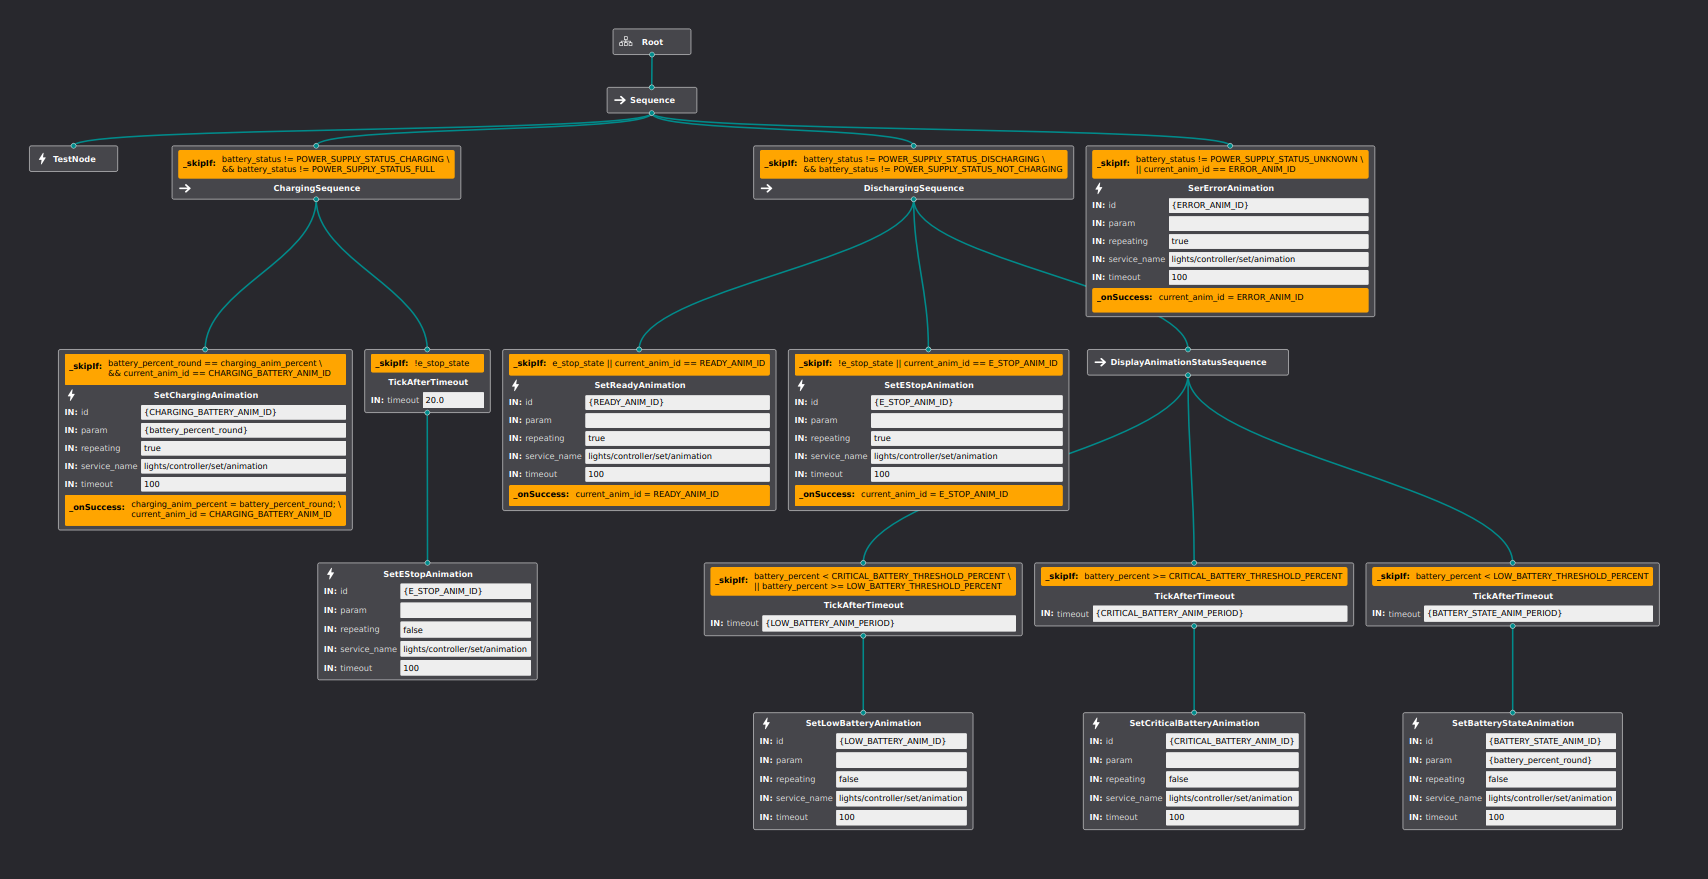 Root
Sequence
TestNode
_skipIf: battery_status != POWER_SUPPLY_STATUS_CHARGING \
&& battery_status != POWER_SUPPLY_STATUS_FULL
ChargingSequence
_skipIf: battery_status != POWER_SUPPLY_STATUS_DISCHARGING \
&& battery_status != POWER_SUPPLY_STATUS_NOT_CHARGING
DischargingSequence
_skipIf: battery_status != POWER_SUPPLY_STATUS_UNKNOWN \
|| current_anim_id == ERROR_ANIM_ID
SerErrorAnimation
IN: id {ERROR_ANIM_ID}
IN: param
IN: repeating true
IN: service_name lights/controller/set/animation
IN: timeout 100
_onSuccess: current_anim_id = ERROR_ANIM_ID
_skipIf: battery_percent_round == charging_anim_percent \
&& current_anim_id == CHARGING_BATTERY_ANIM_ID
SetChargingAnimation
IN: id {CHARGING_BATTERY_ANIM_ID}
IN: param {battery_percent_round}
IN: repeating true
IN: service_name lights/controller/set/animation
IN: timeout 100
_onSuccess: charging_anim_percent = battery_percent_round; \
current_anim_id = CHARGING_BATTERY_ANIM_ID
_skipIf: !e_stop_state
TickAfterTimeout
IN: timeout 20.0
_skipIf: e_stop_state || current_anim_id == READY_ANIM_ID
SetReadyAnimation
IN: id {READY_ANIM_ID}
IN: param
IN: repeating true
IN: service_name lights/controller/set/animation
IN: timeout 100
_onSuccess: current_anim_id = READY_ANIM_ID
_skipIf: !e_stop_state || current_anim_id == E_STOP_ANIM_ID
SetEStopAnimation
IN: id {E_STOP_ANIM_ID}
IN: param
IN: repeating true
IN: service_name lights/controller/set/animation
IN: timeout 100
_onSuccess: current_anim_id = E_STOP_ANIM_ID
DisplayAnimationStatusSequence
SetEStopAnimation
IN: id {E_STOP_ANIM_ID}
IN: param
IN: repeating false
IN: service_name lights/controller/set/animation
IN: timeout 100
_skipIf: battery_percent < CRITICAL_BATTERY_THRESHOLD_PERCENT \
|| battery_percent >= LOW_BATTERY_THRESHOLD_PERCENT
TickAfterTimeout
IN: timeout {LOW_BATTERY_ANIM_PERIOD}
_skipIf: battery_percent >= CRITICAL_BATTERY_THRESHOLD_PERCENT
TickAfterTimeout
IN: timeout {CRITICAL_BATTERY_ANIM_PERIOD}
_skipIf: battery_percent < LOW_BATTERY_THRESHOLD_PERCENT
TickAfterTimeout
IN: timeout {BATTERY_STATE_ANIM_PERIOD}
SetLowBatteryAnimation
IN: id {LOW_BATTERY_ANIM_ID}
IN: param
IN: repeating false
IN: service_name lights/controller/set/animation
IN: timeout 100
SetCriticalBatteryAnimation
IN: id {CRITICAL_BATTERY_ANIM_ID}
IN: param
IN: repeating false
IN: service_name lights/controller/set/animation
IN: timeout 100
SetBatteryStateAnimation
IN: id {BATTERY_STATE_ANIM_ID}
IN: param {battery_percent_round}
IN: repeating false
IN: service_name lights/controller/set/animation
IN: timeout 100